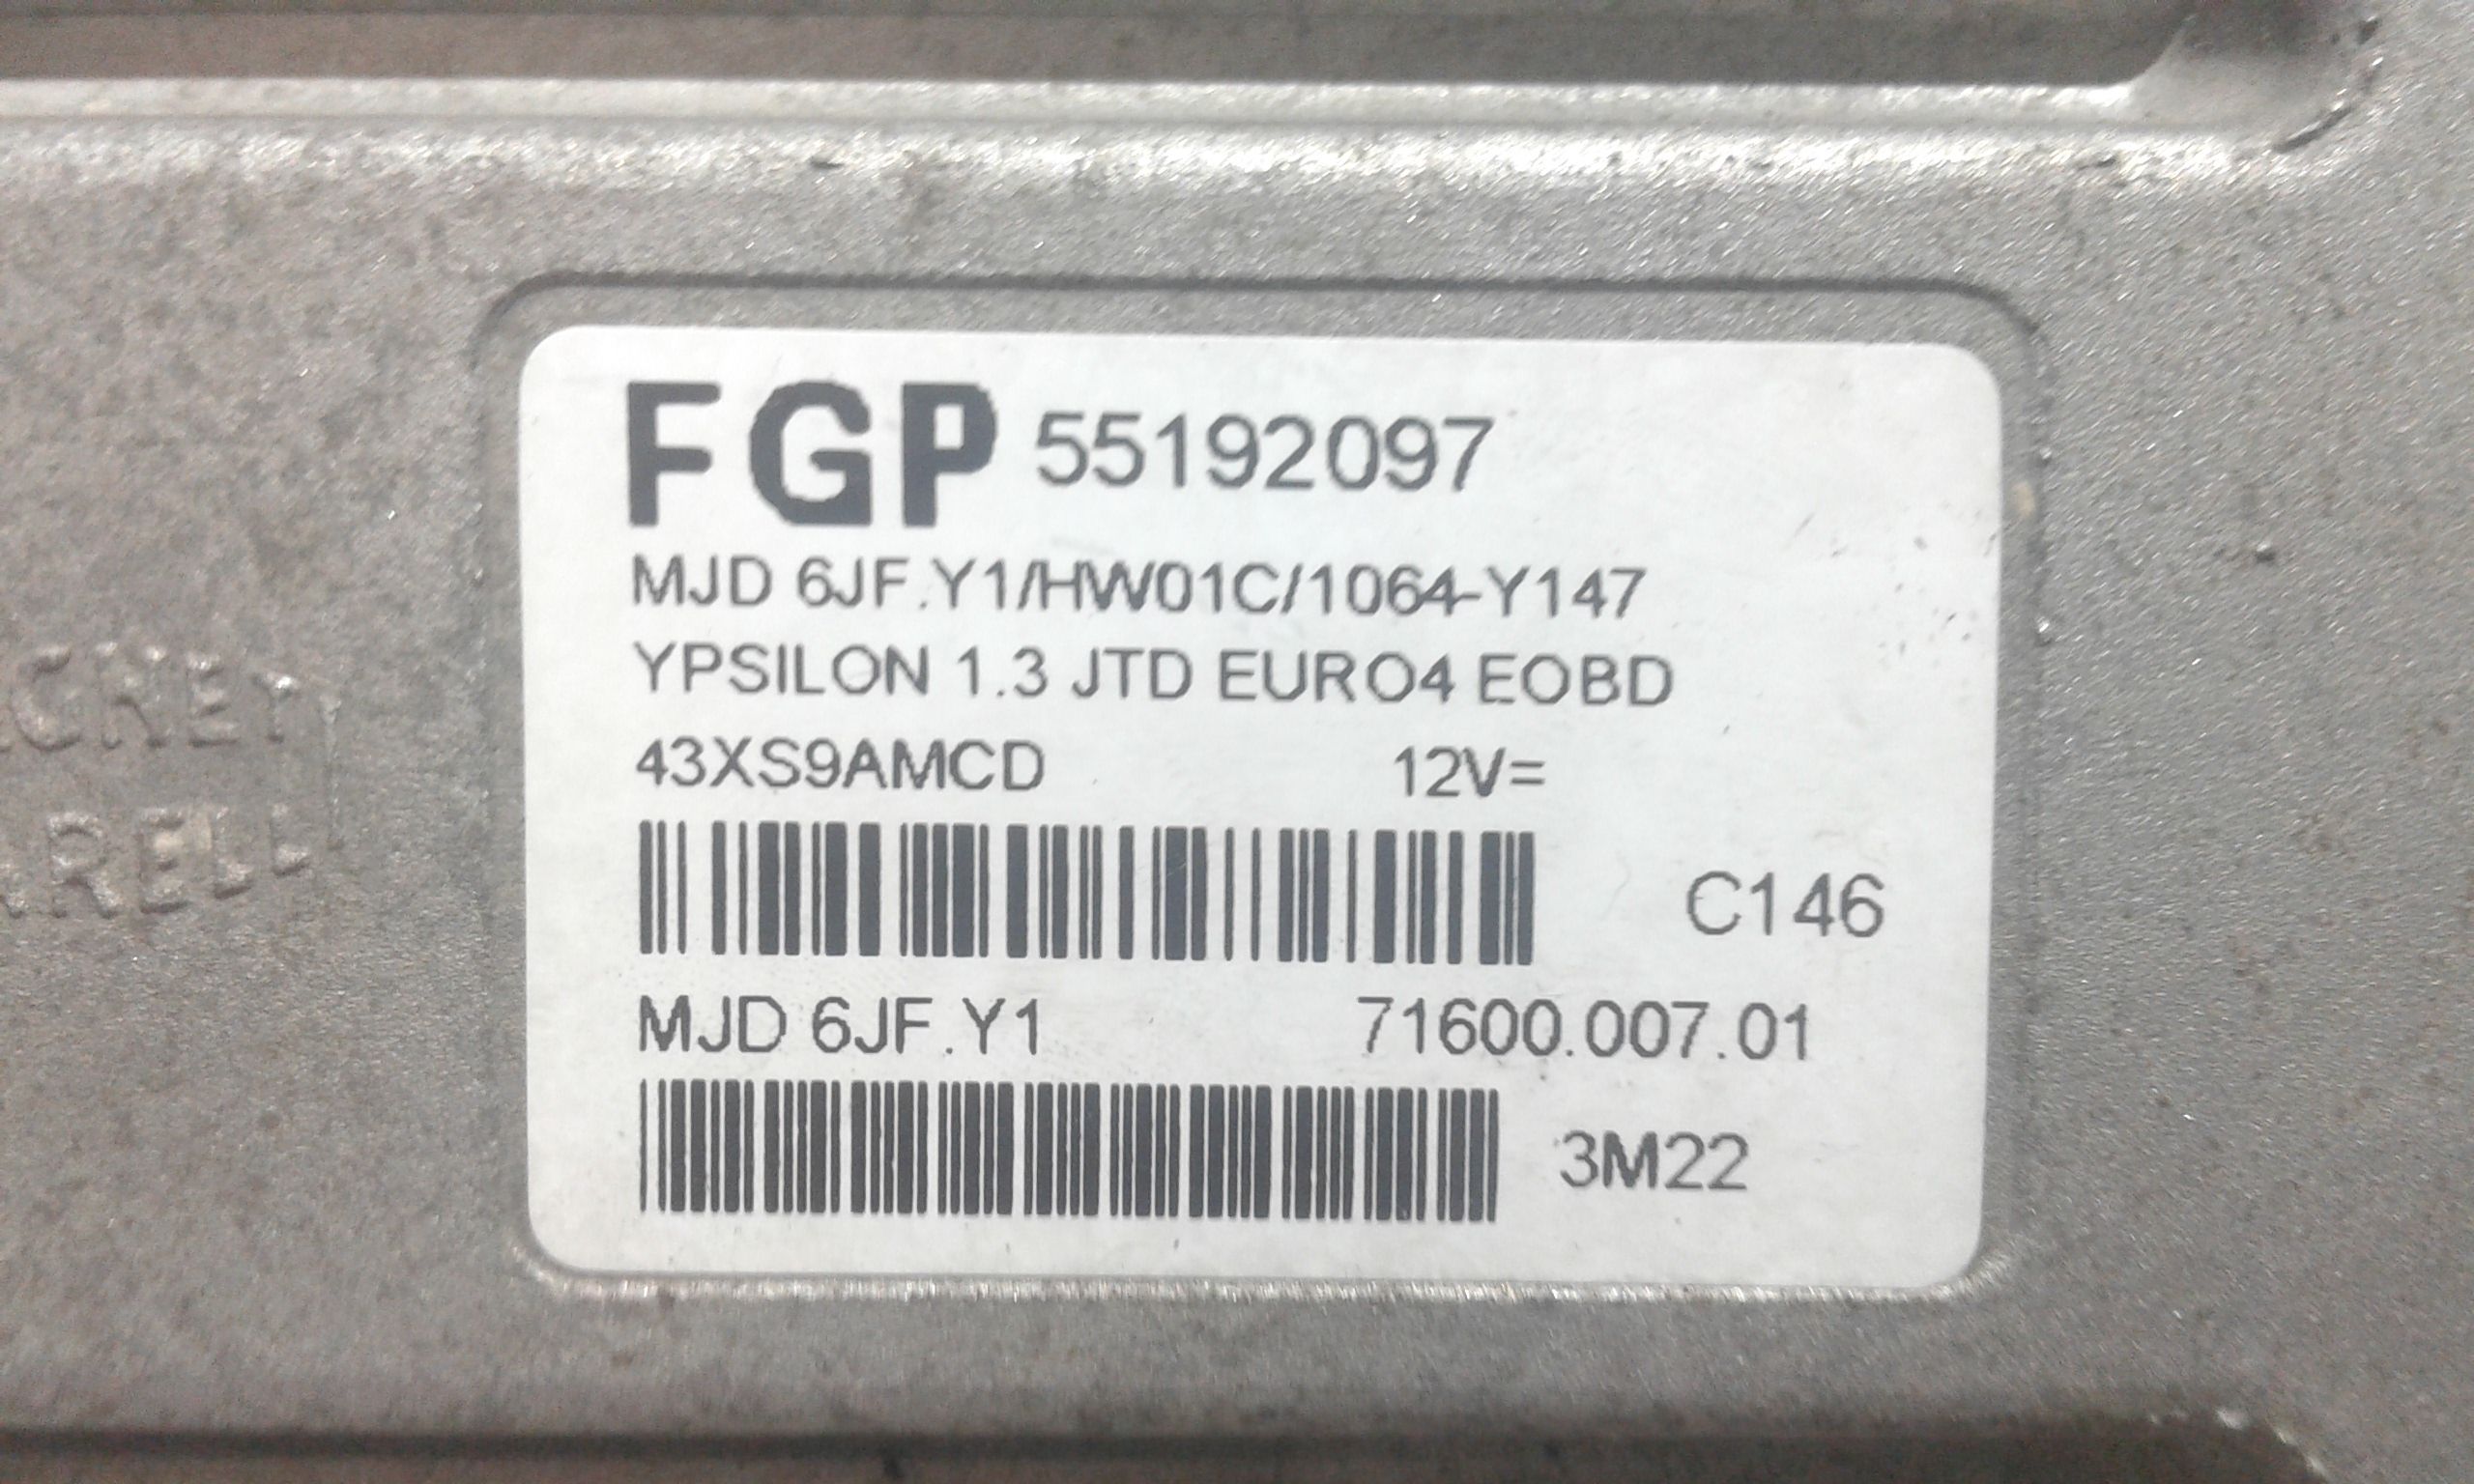 FGP 55192097
MJD 6JF.Y1/HW01C/1064-Y147
YPSILON 1.3 JTD EURO4 EOBD
43XS9AMCD 12V=
C146
MJD 6JF.Y1 71600.007.01
3M22